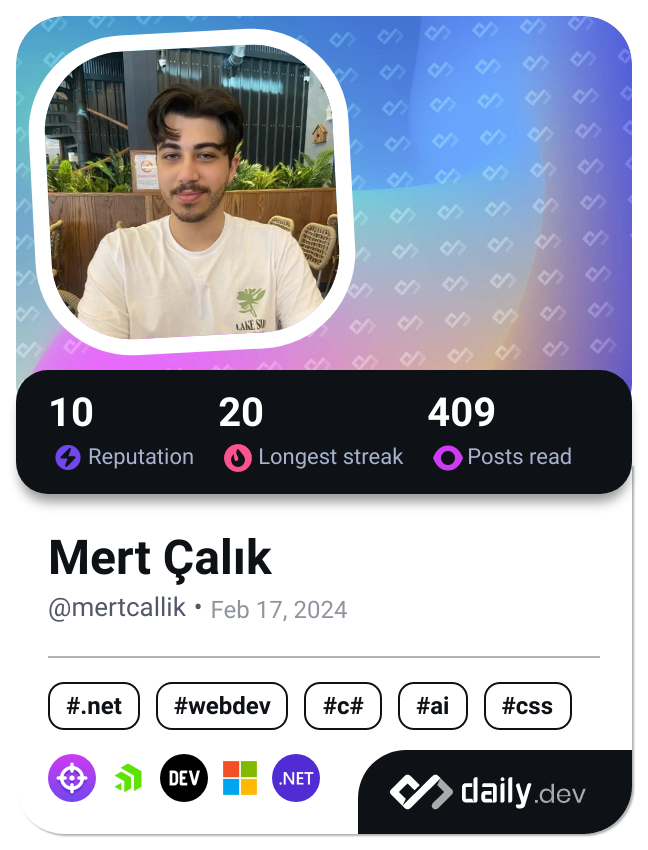 10 20 409
Reputation Longest streak Posts read
Mert Çalık
@mertcallik • Feb 17, 2024
#.net #webdev #c# #ai #css
DEV .NET
daily.dev